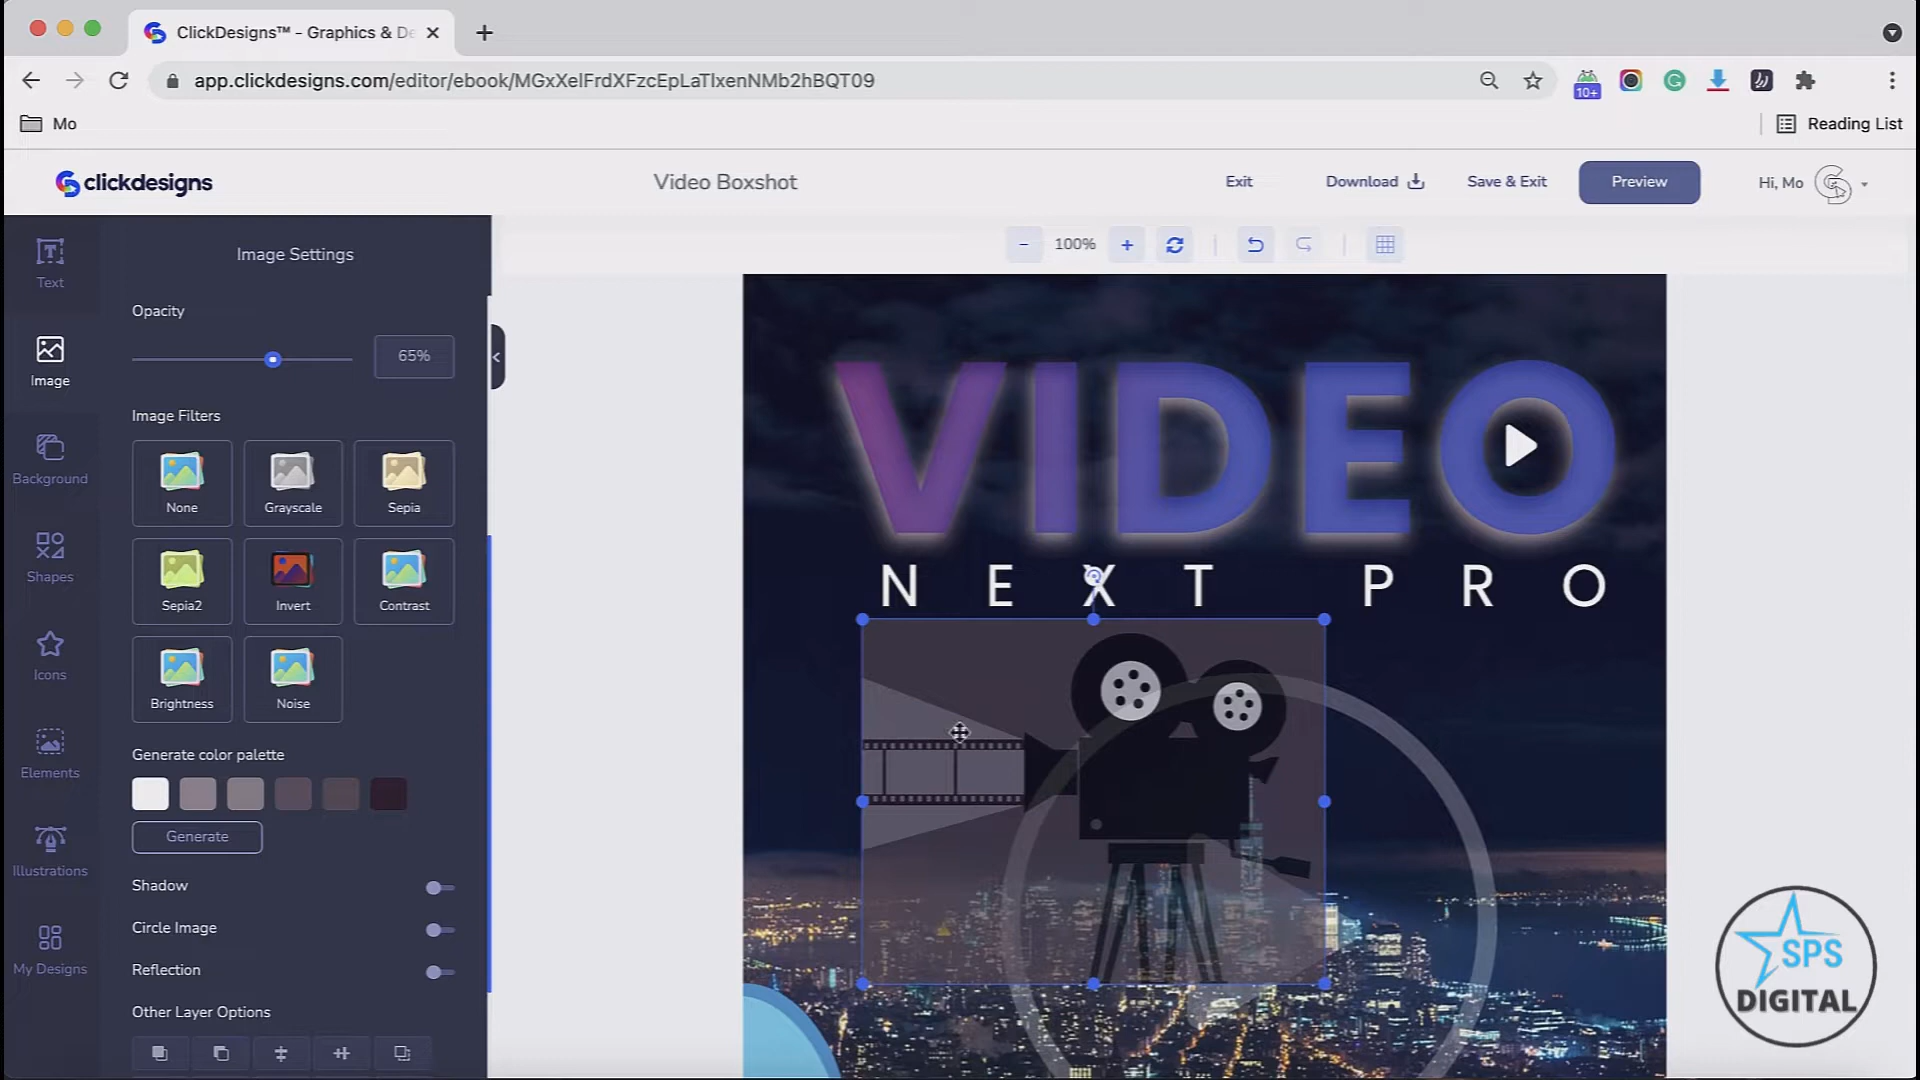 ClickDesigns™ - Graphics & De
app.clickdesigns.com/editor/ebook/MGxXelFrdXFzcEpLaTlxenNMb2hBQT09
10+
Mo
Reading List
clickdesigns
Video Boxshot
Exit
Download
Save & Exit
Preview
Hi, Mo
Text
Image
Background
Shapes
Icons
Elements
Illustrations
My Designs
Image Settings
Opacity
65%
Image Filters
None
Grayscale
Sepia
Sepia2
Invert
Contrast
Brightness
Noise
Generate color palette
Generate
Shadow
Circle Image
Reflection
Other Layer Options
100%
VIDEO
NEXT PRO
SPS
DIGITAL